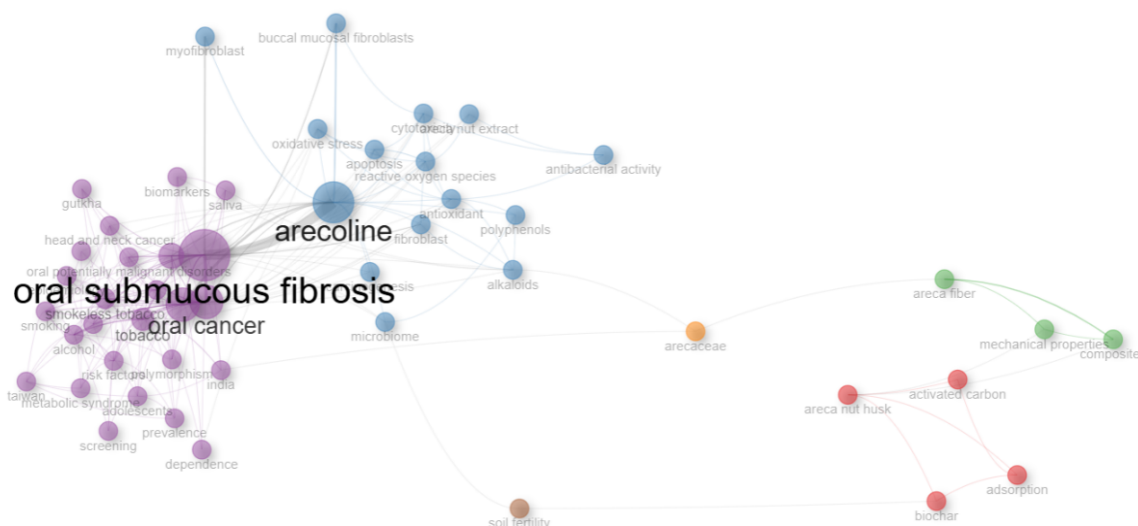 buccal mucosal fibroblasts
myofibroblast
cytotoxicity
areca nut extract
oxidative stress
apoptosis
antibacterial activity
reactive oxygen species
biomarkers
gutkha
saliva
antioxidant
arecoline
polyphenols
head and neck cancer
fibroblast
oral potentially malignant disorders
oral submucous fibrosis
alkaloids
areca fiber
smokeless tobacco
smoking
oral cancer
tobacco
microbiome
arecaceae
mechanical properties
composite
alcohol
risk factors
polymorphism
india
activated carbon
taiwan
metabolic syndrome
adolescents
areca nut husk
prevalence
screening
dependence
adsorption
biochar
soil fertility